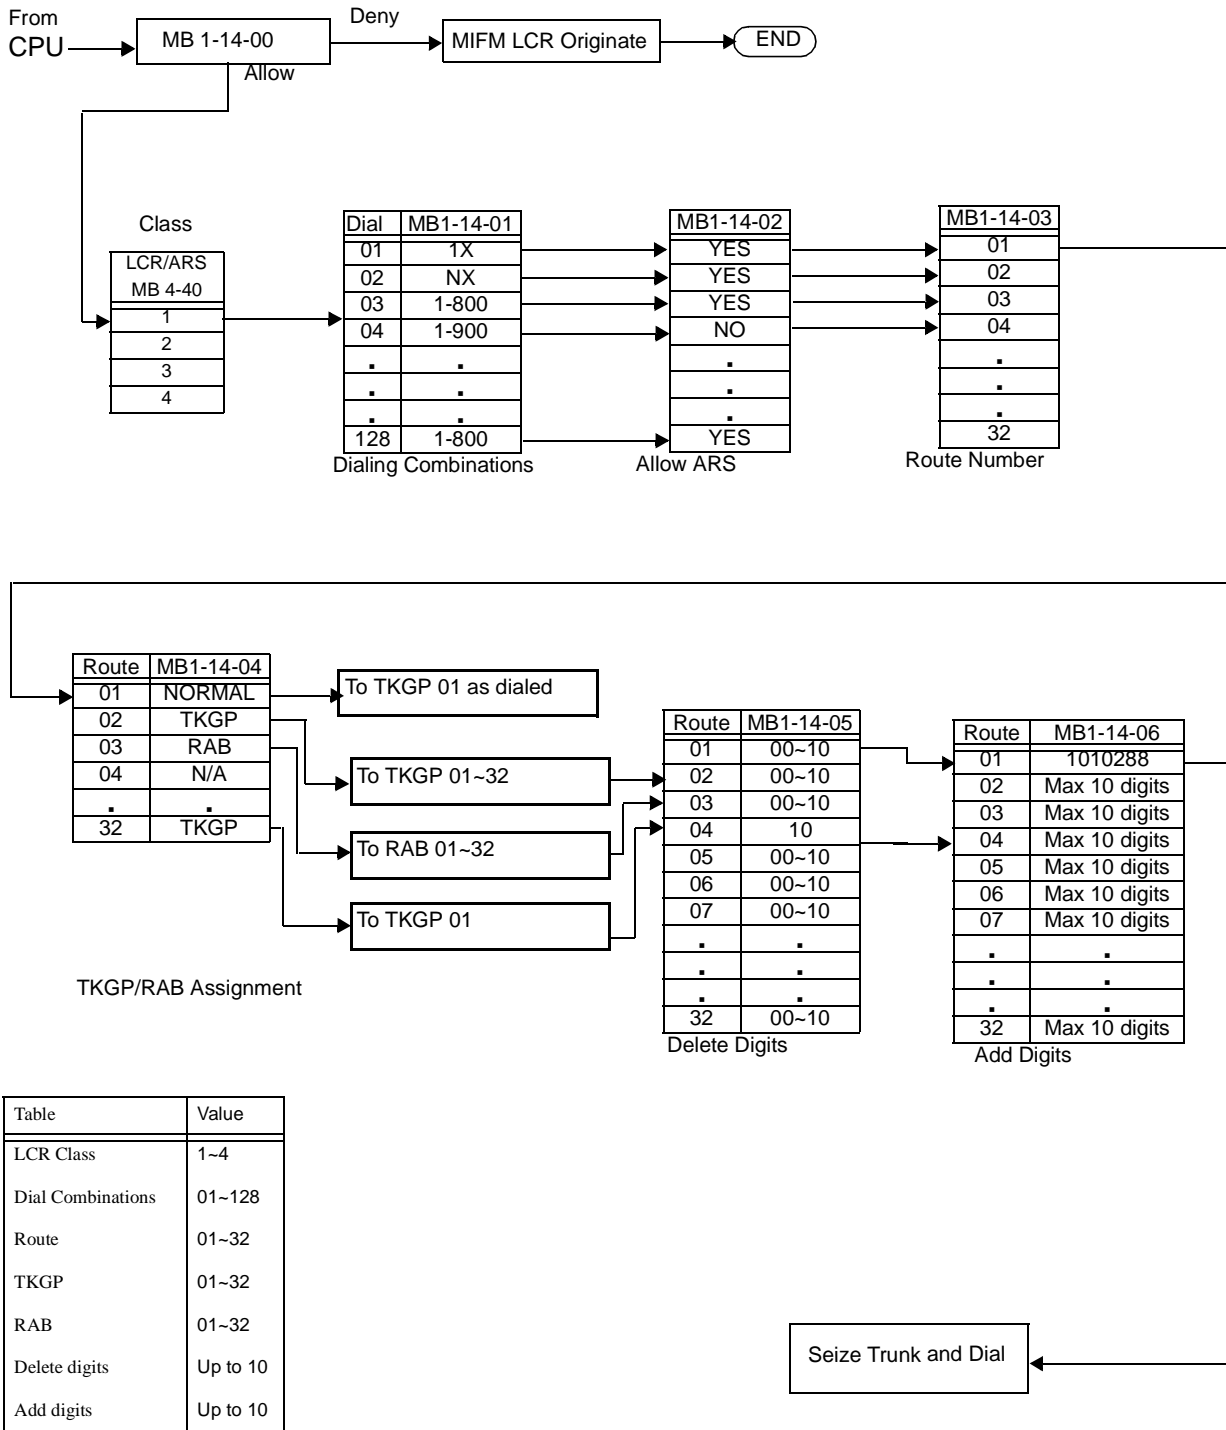 From
CPU
MB 1-14-00
Deny
Allow
MIFM LCR Originate
END
Class
LCR/ARS
MB 4-40
1
2
3
4
Dial MB1-14-01
01 1X
02 NX
03 1-800
04 1-900
. .
. .
. .
128 1-800
Dialing Combinations
MB1-14-02
YES
YES
YES
NO
.
.
.
YES
Allow ARS
MB1-14-03
01
02
03
04
.
.
.
32
Route Number
Route MB1-14-04
01 NORMAL
02 TKGP
03 RAB
04 N/A
. .
32 TKGP
TKGP/RAB Assignment
To TKGP 01 as dialed
To TKGP 01~32
To RAB 01~32
To TKGP 01
Route MB1-14-05
01 00~10
02 00~10
03 00~10
04 10
05 00~10
06 00~10
07 00~10
. .
. .
. .
32 00~10
Delete Digits
Route MB1-14-06
01 1010288
02 Max 10 digits
03 Max 10 digits
04 Max 10 digits
05 Max 10 digits
06 Max 10 digits
07 Max 10 digits
. .
. .
. .
32 Max 10 digits
Add Digits
Table Value
LCR Class 1~4
Dial Combinations 01~128
Route 01~32
TKGP 01~32
RAB 01~32
Delete digits Up to 10
Add digits Up to 10
Seize Trunk and Dial